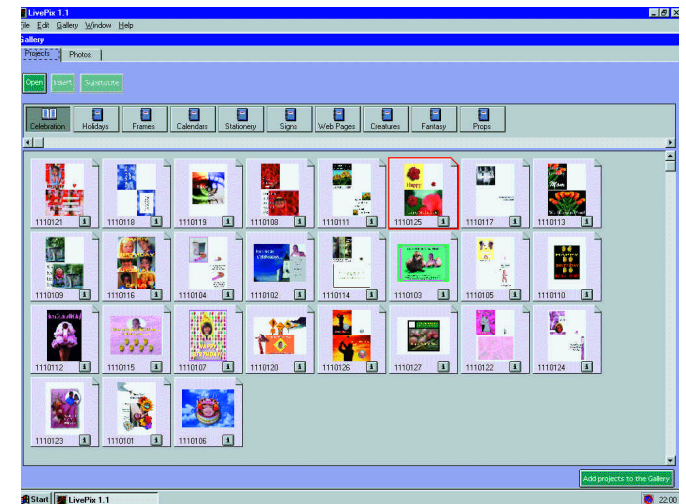 LivePix 1.1
File Edit Gallery Window Help
Gallery
Projects Photos
Open Insert Substitute
Celebration Holidays Frames Calendars Stationery Signs Web Pages Creatures Fantasy Props
1110121 1110118 1110119 1110108 1110111 1110125 1110117 1110113
1110109 1110116 1110104 1110102 1110114 1110103 1110105 1110110
1110112 1110115 1110107 1110120 1110126 1110127 1110122 1110124
1110123 1110101 1110106
Add projects to the Gallery
Start LivePix 1.1 22:00